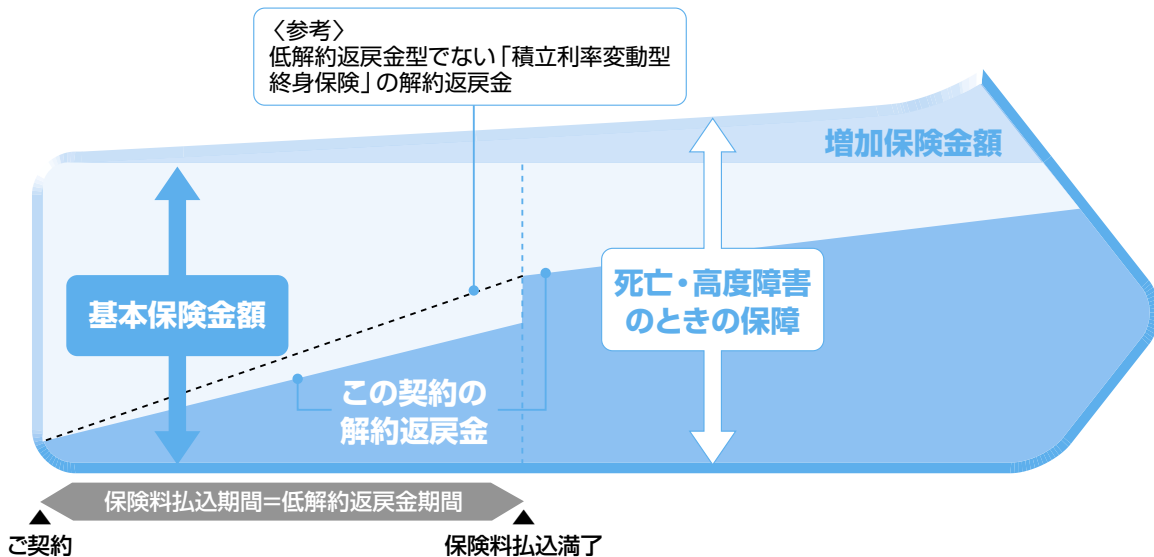 〈参考〉
低解約返戻金型でない「積立利率変動型
終身保険」の解約返戻金
増加保険金額
基本保険金額
死亡・高度障害
のときの保障
この契約の
解約返戻金
保険料払込期間＝低解約返戻金期間
ご契約
保険料払込満了